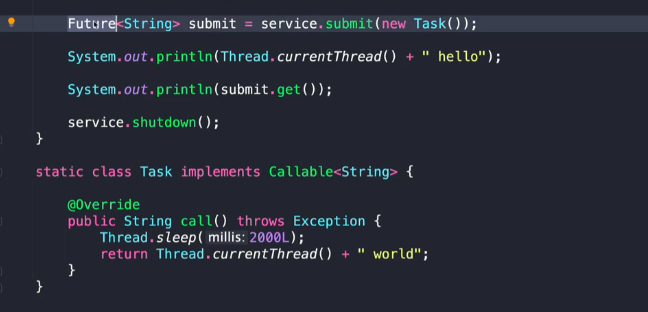 Future<String> submit = service.submit(new Task());
System.out.println(Thread.currentThread() + " hello");
System.out.println(submit.get());
service.shutdown();
}
static class Task implements Callable<String> {
@Override
public String call() throws Exception {
Thread.sleep( millis: 2000L);
return Thread.currentThread() + " world";
}
}